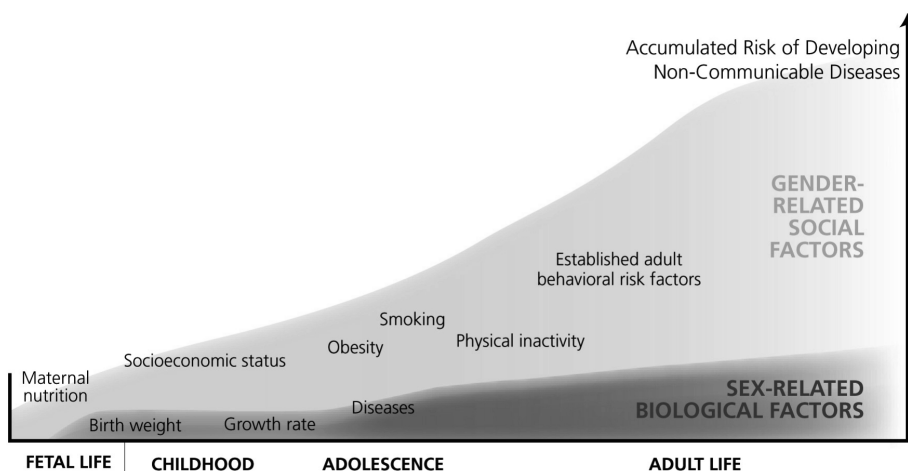 Accumulated Risk of Developing
Non-Communicable Diseases
GENDER-
RELATED
SOCIAL
FACTORS
Established adult
behavioral risk factors
Smoking
Physical inactivity
Obesity
Socioeconomic status
Maternal
nutrition
SEX-RELATED
BIOLOGICAL FACTORS
Diseases
Birth weight
Growth rate
FETAL LIFE
CHILDHOOD
ADOLESCENCE
ADULT LIFE